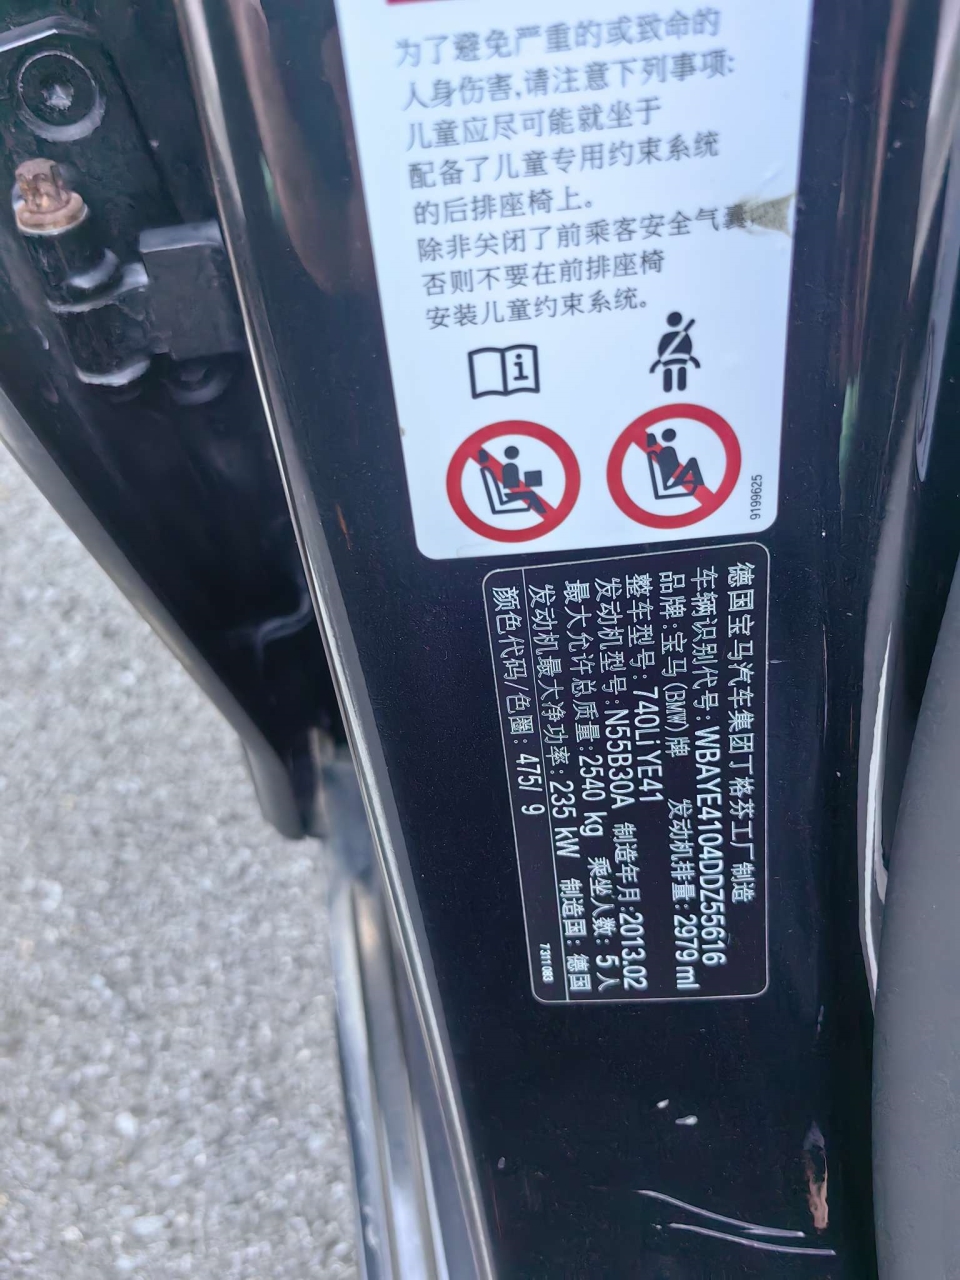 为了避免严重的或致命的
人身伤害,请注意下列事项:
儿童应尽可能就坐于
配备了儿童专用约束系统
的后排座椅上。
除非关闭了前乘客安全气囊
否则不要在前排座椅
安装儿童约束系统。
9199625
德国宝马汽车集团丁格芬工厂制造
车辆识别代号:WBAYE4104DDZ55616
品牌:宝马(BMW)牌 发动机排量:2979 ml
整车型号:740LiYE41
发动机型号:N55B30A 制造年月:2013.02
最大允许总质量:2540 kg 乘坐人数:5人
发动机最大净功率:235 kW 制造国:德国
颜色代码/色圈:475/ 9
7311083